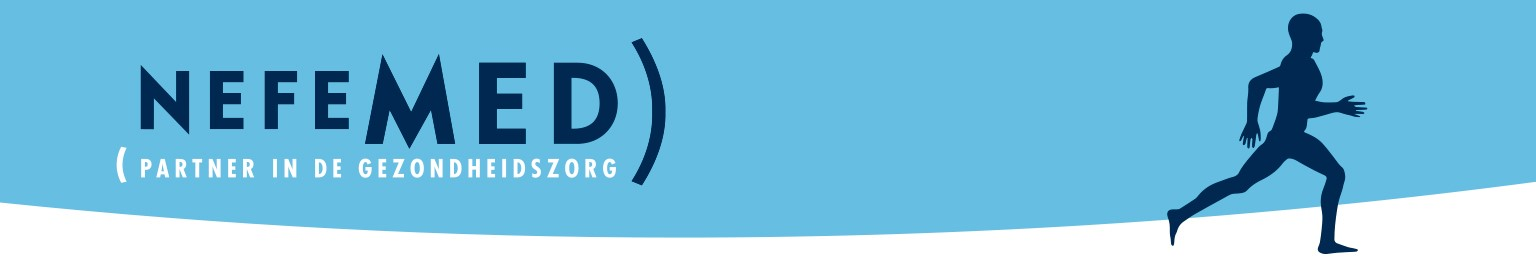 NEFEMED)
(PARTNER IN DE GEZONDHEIDSZORG